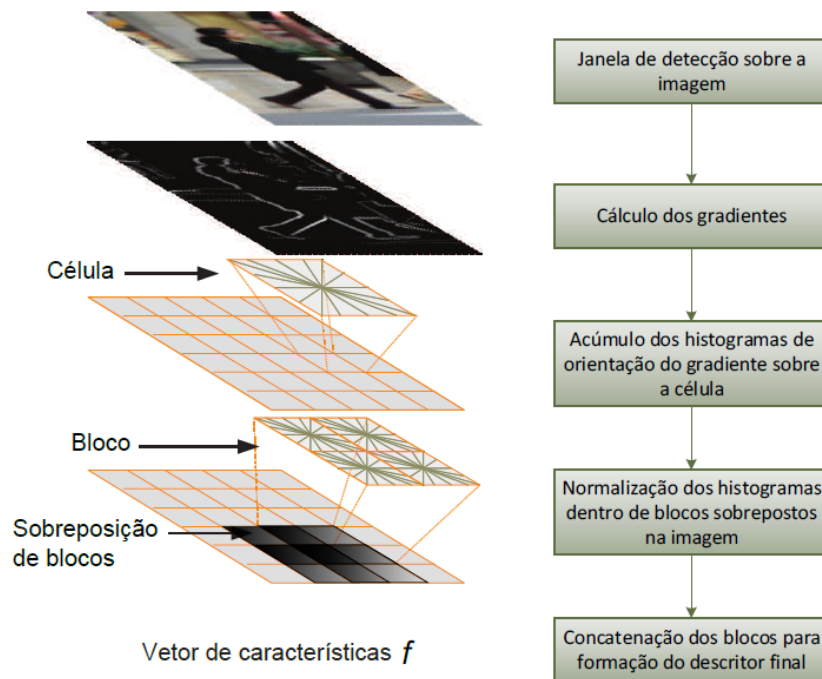 Janela de detecção sobre a
imagem
Cálculo dos gradientes
Célula
Acúmulo dos histogramas de
orientação do gradiente sobre
a célula
Bloco
Normalização dos histogramas
dentro de blocos sobrepostos
na imagem
Sobreposição
de blocos
Concatenação dos blocos para
formação do descritor final
Vetor de características f